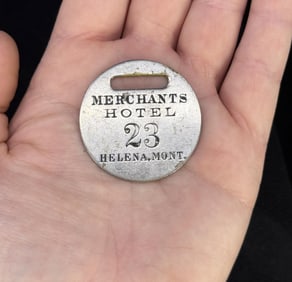 MERCHANTS
HOTEL
23
HELENA, MONT.